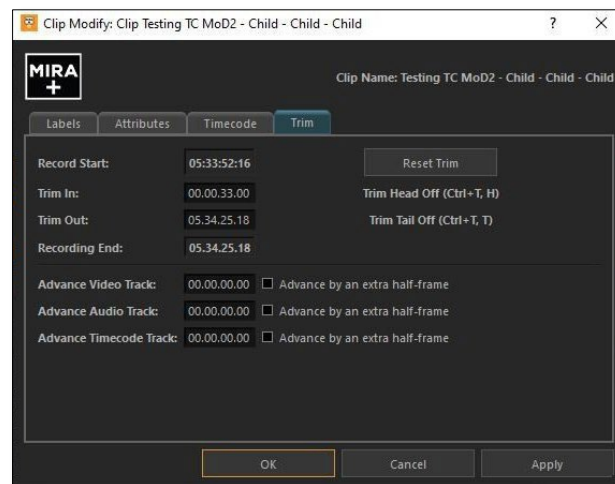 Clip Modify: Clip Testing TC MoD2 - Child - Child - Child ? ×
MIRA
+
Clip Name: Testing TC MoD2 - Child - Child - Child
Labels Attributes Timecode Trim
Record Start: 05:33:52:16 Reset Trim
Trim In: 00.00.33.00 Trim Head Off (Ctrl+T, H)
Trim Out: 05.34.25.18 Trim Tail Off (Ctrl+T, T)
Recording End: 05.34.25.18
Advance Video Track: 00.00.00.00 Advance by an extra half-frame
Advance Audio Track: 00.00.00.00 Advance by an extra half-frame
Advance Timecode Track: 00.00.00.00 Advance by an extra half-frame
OK Cancel Apply